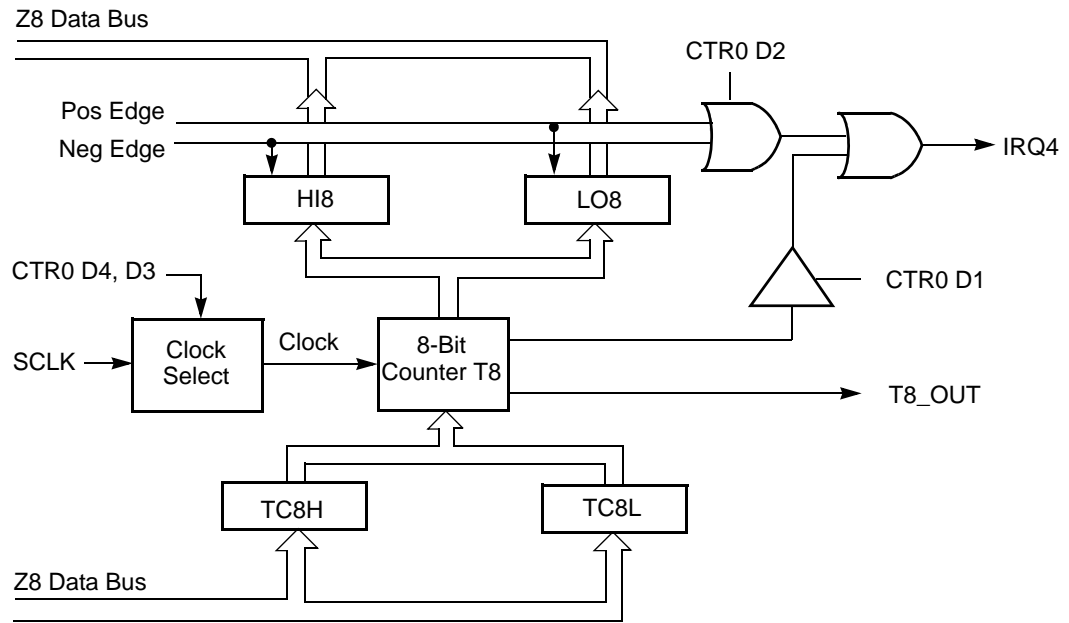 Z8 Data Bus
CTR0 D2
Pos Edge
Neg Edge
IRQ4
HI8
LO8
CTR0 D4, D3
CTR0 D1
SCLK
Clock
Select
Clock
8-Bit
Counter T8
T8_OUT
TC8H
TC8L
Z8 Data Bus